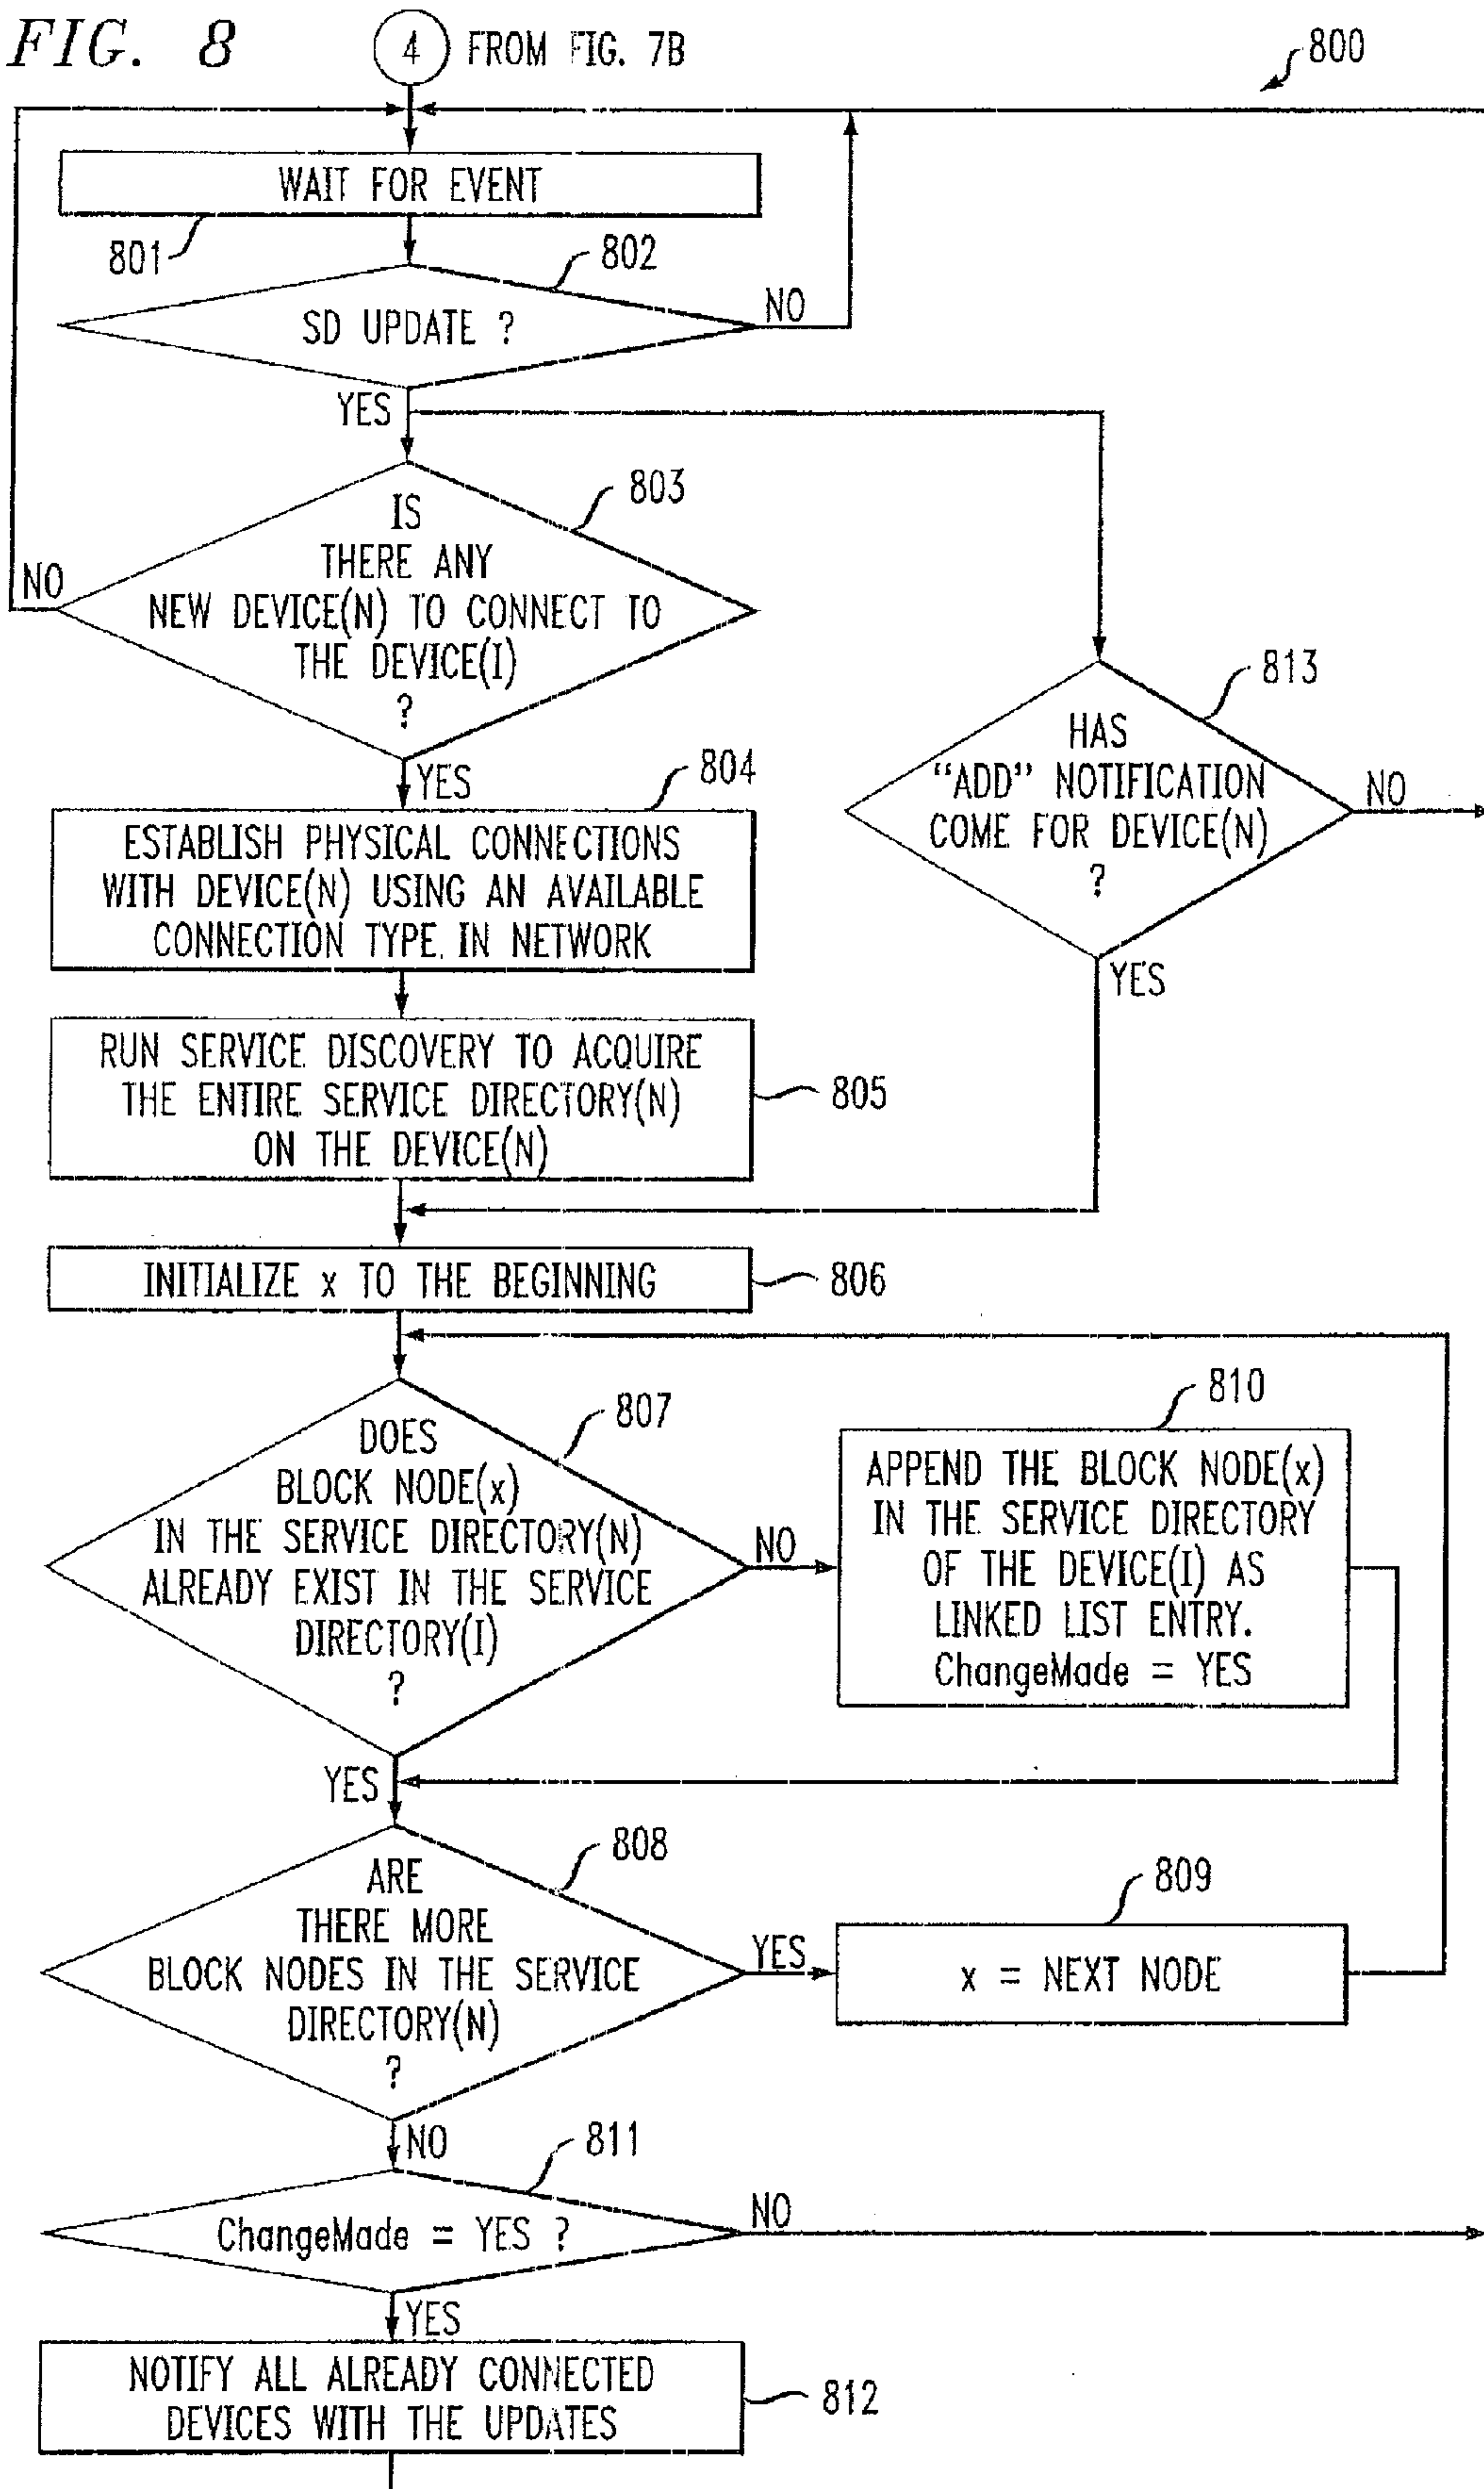 FIG. 8
4 FROM FIG. 7B
800
WAIT FOR EVENT
801
802
SD UPDATE ?
NO
YES
803
IS
THERE ANY
NEW DEVICE(N) TO CONNECT TO
THE DEVICE(I)
?
NO
YES
813
HAS
“ADD” NOTIFICATION
COME FOR DEVICE(N)
?
NO
YES
804
ESTABLISH PHYSICAL CONNECTIONS
WITH DEVICE(N) USING AN AVAILABLE
CONNECTION TYPE IN NETWORK
RUN SERVICE DISCOVERY TO ACQUIRE
THE ENTIRE SERVICE DIRECTORY(N)
ON THE DEVICE(N)
805
INITIALIZE x TO THE BEGINNING
806
807
DOES
BLOCK NODE(x)
IN THE SERVICE DIRECTORY(N)
ALREADY EXIST IN THE SERVICE
DIRECTORY(I)
?
NO
YES
810
APPEND THE BLOCK NODE(x)
IN THE SERVICE DIRECTORY
OF THE DEVICE(I) AS
LINKED LIST ENTRY.
ChangeMade = YES
808
ARE
THERE MORE
BLOCK NODES IN THE SERVICE
DIRECTORY(N)
?
YES
809
x = NEXT NODE
NO
811
ChangeMade = YES ?
NO
YES
NOTIFY ALL ALREADY CONNECTED
DEVICES WITH THE UPDATES
812